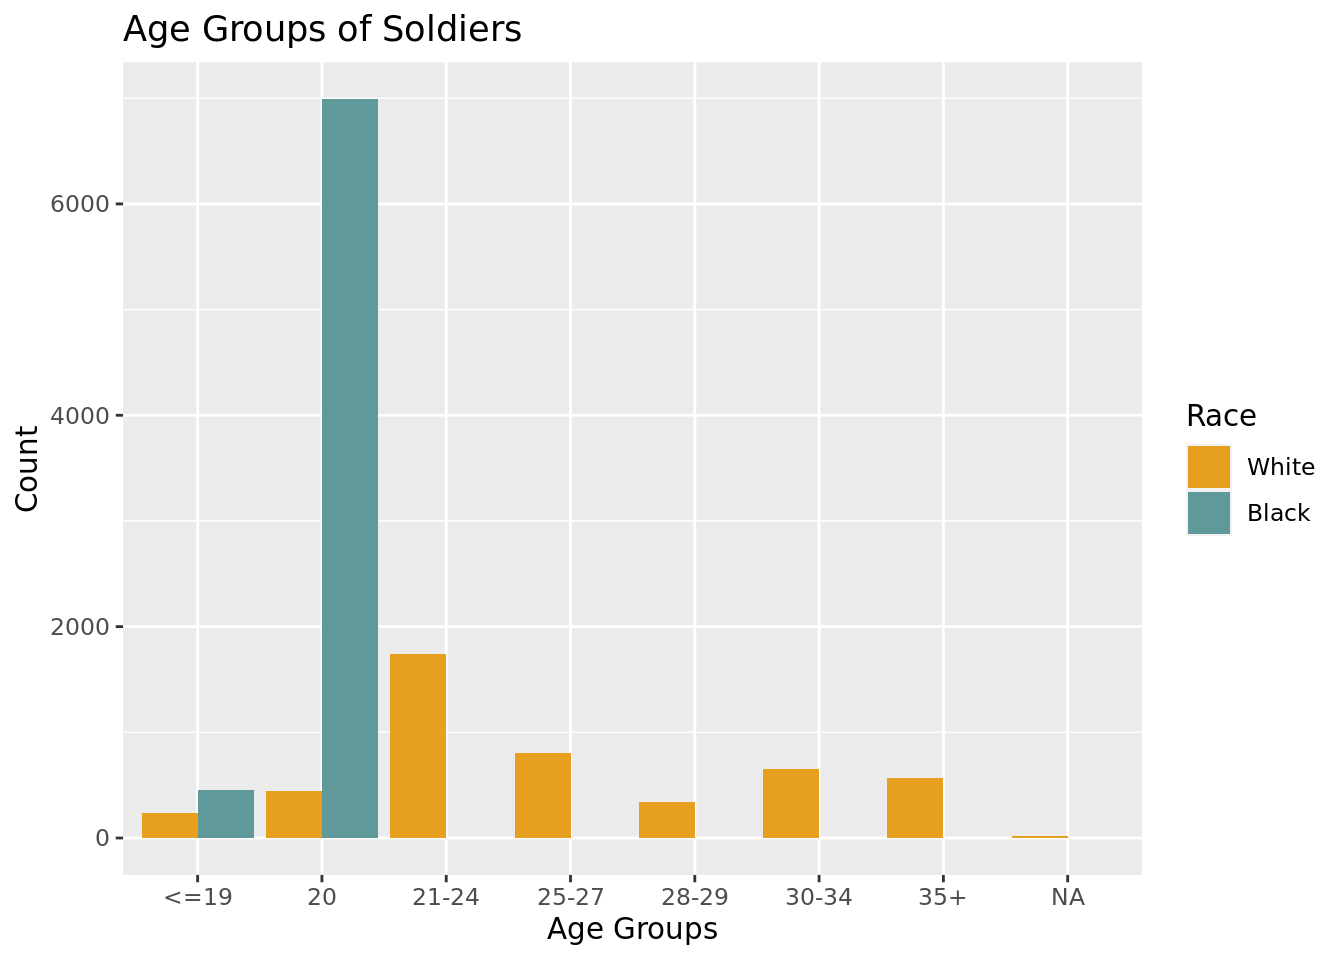 Age Groups of Soldiers
Count
6000
4000
2000
0
<=19 20 21-24 25-27 28-29 30-34 35+ NA
Age Groups
Race
White
Black